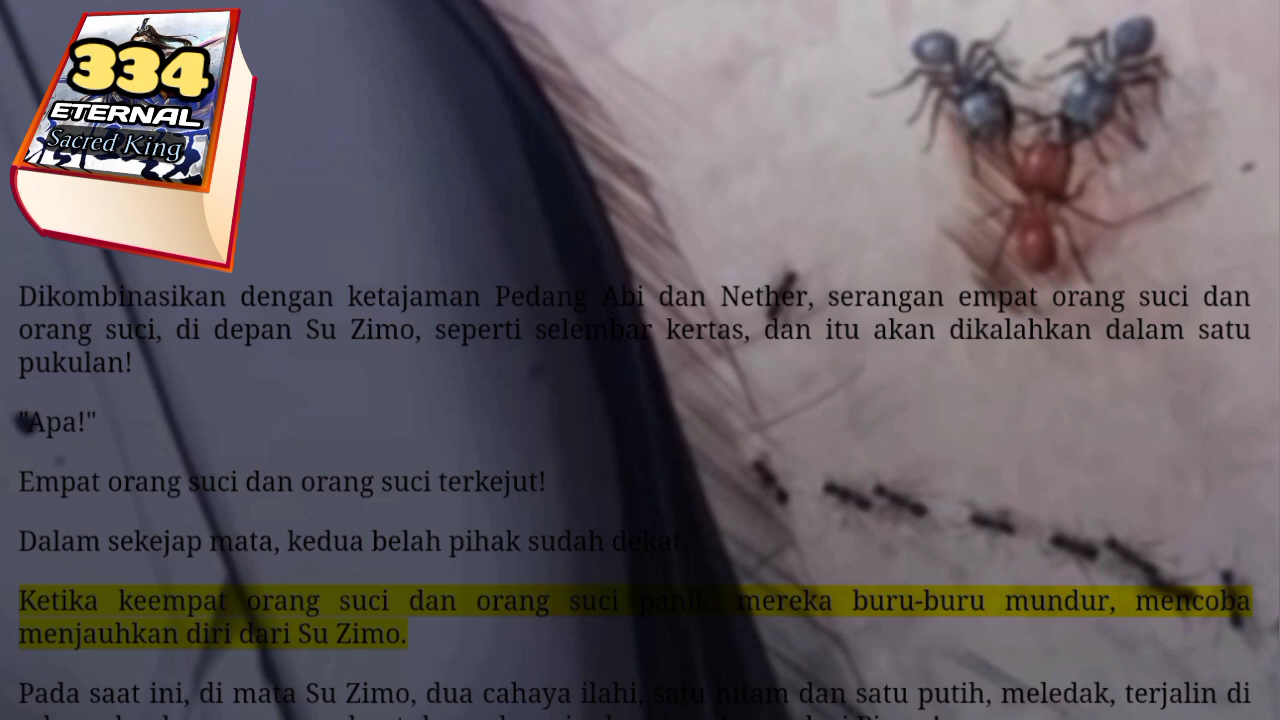 334
ETERNAL
Sacred King
Dikombinasikan dengan ketajaman Pedang Abi dan Nether, serangan empat orang suci dan
orang suci, di depan Su Zimo, seperti selembar kertas, dan itu akan dikalahkan dalam satu
pukulan!
"Apa!"
Empat orang suci dan orang suci terkejut!
Dalam sekejap mata, kedua belah pihak sudah dekat.
Ketika keempat orang suci dan orang suci panik, mereka buru-buru mundur, mencoba
menjauhkan diri dari Su Zimo.
Pada saat ini, di mata Su Zimo, dua cahaya ilahi, satu hitam dan satu putih, meledak, terjalin di